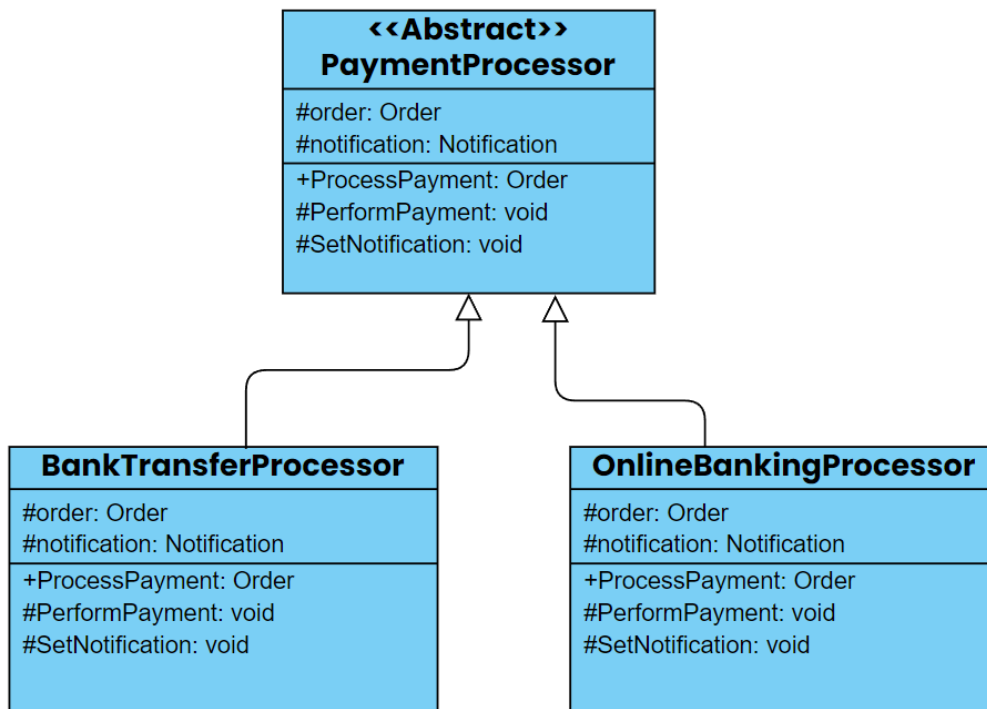 <<Abstract>>
PaymentProcessor
#order: Order
#notification: Notification
+ProcessPayment: Order
#PerformPayment: void
#SetNotification: void
BankTransferProcessor
#order: Order
#notification: Notification
+ProcessPayment: Order
#PerformPayment: void
#SetNotification: void
OnlineBankingProcessor
#order: Order
#notification: Notification
+ProcessPayment: Order
#PerformPayment: void
#SetNotification: void